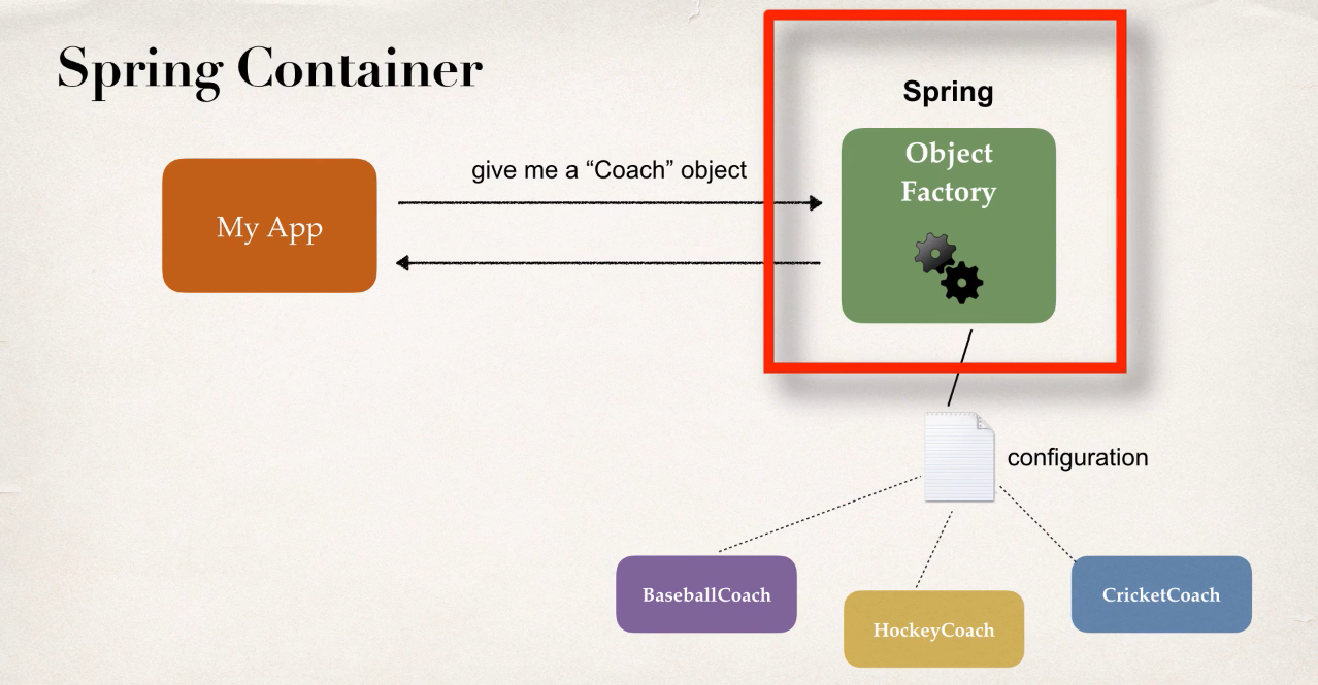 Spring Container
Spring
Object
Factory
give me a “Coach” object
My App
configuration
BaseballCoach
HockeyCoach
CricketCoach